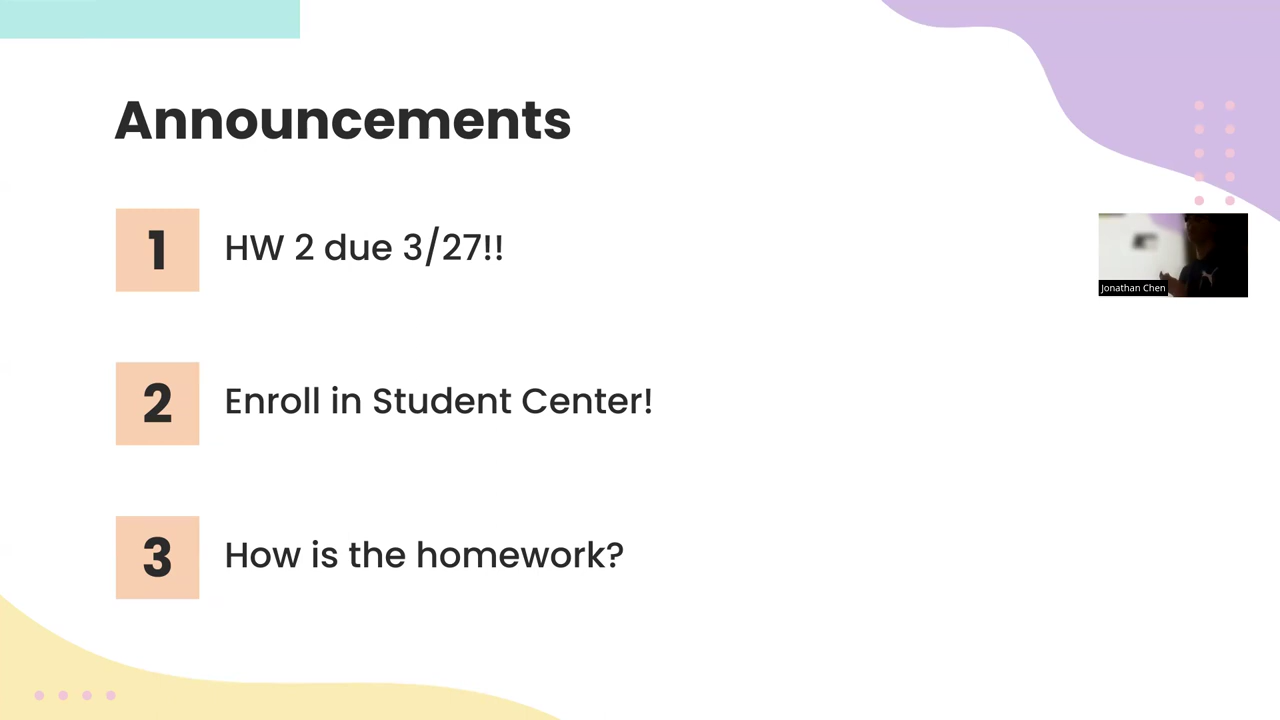 Announcements
1
HW 2 due 3/27!!
2
Enroll in Student Center!
3
How is the homework?
Jonathan Chen